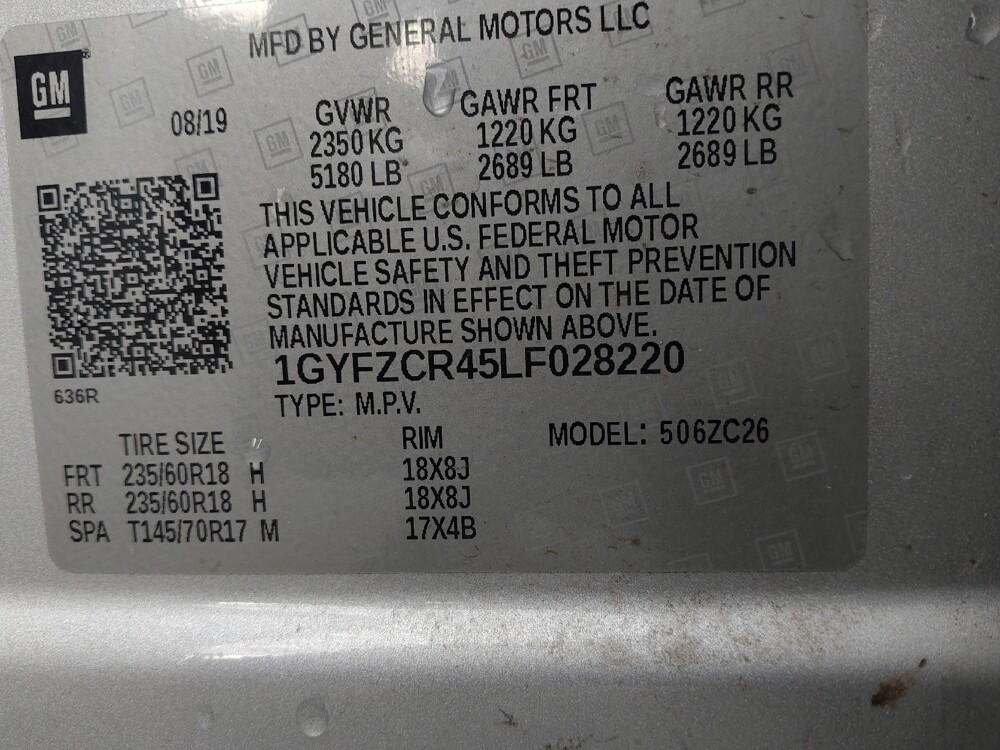 MFD BY GENERAL MOTORS LLC
GM
08/19
GVWR GAWR FRT GAWR RR
2350 KG 1220 KG 1220 KG
5180 LB 2689 LB 2689 LB
THIS VEHICLE CONFORMS TO ALL
APPLICABLE U.S. FEDERAL MOTOR
VEHICLE SAFETY AND THEFT PREVENTION
STANDARDS IN EFFECT ON THE DATE OF
MANUFACTURE SHOWN ABOVE.
1GYFZCR45LF028220
636R
TYPE: M.P.V.
TIRE SIZE RIM MODEL: 506ZC26
FRT 235/60R18 H 18X8J
RR 235/60R18 H 18X8J
SPA T145/70R17 M 17X4B